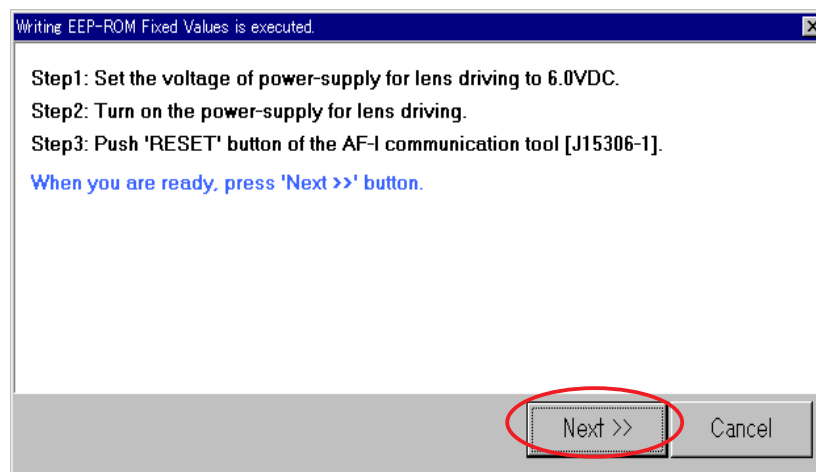 Writing EEP-ROM Fixed Values is executed.
Step1: Set the voltage of power-supply for lens driving to 6.0VDC.
Step2: Turn on the power-supply for lens driving.
Step3: Push 'RESET' button of the AF-I communication tool [J15306-1].
When you are ready, press 'Next >>' button.
Next >>
Cancel